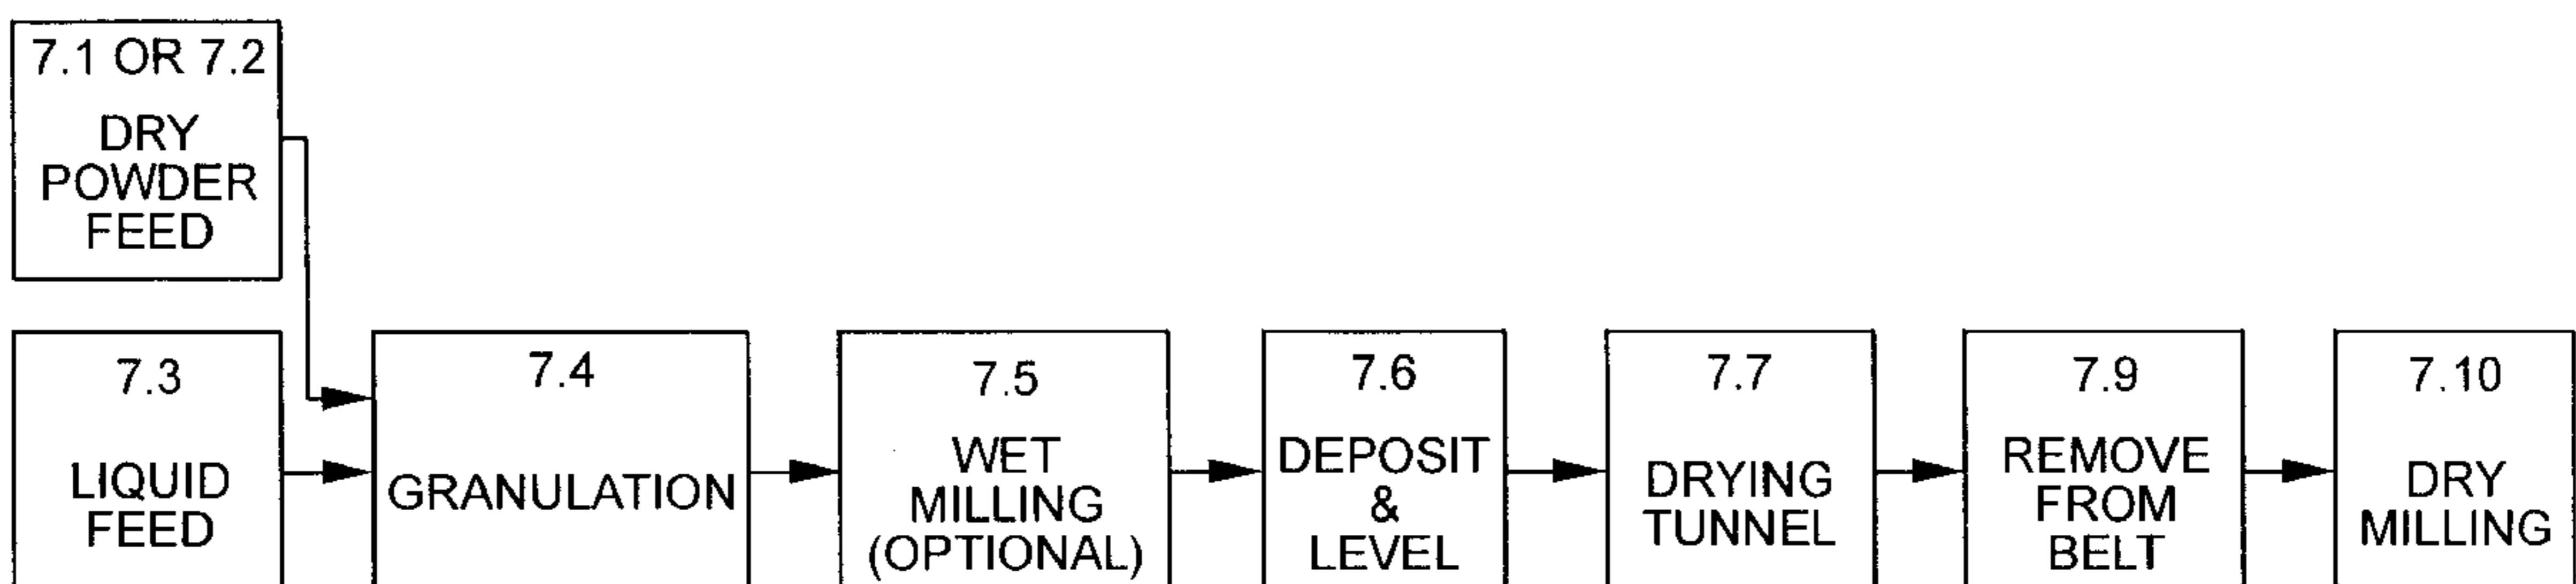 7.1 OR 7.2
DRY
POWDER
FEED
7.3
LIQUID
FEED
7.4
GRANULATION
7.5
WET
MILLING
(OPTIONAL)
7.6
DEPOSIT
&
LEVEL
7.7
DRYING
TUNNEL
7.9
REMOVE
FROM
BELT
7.10
DRY
MILLING